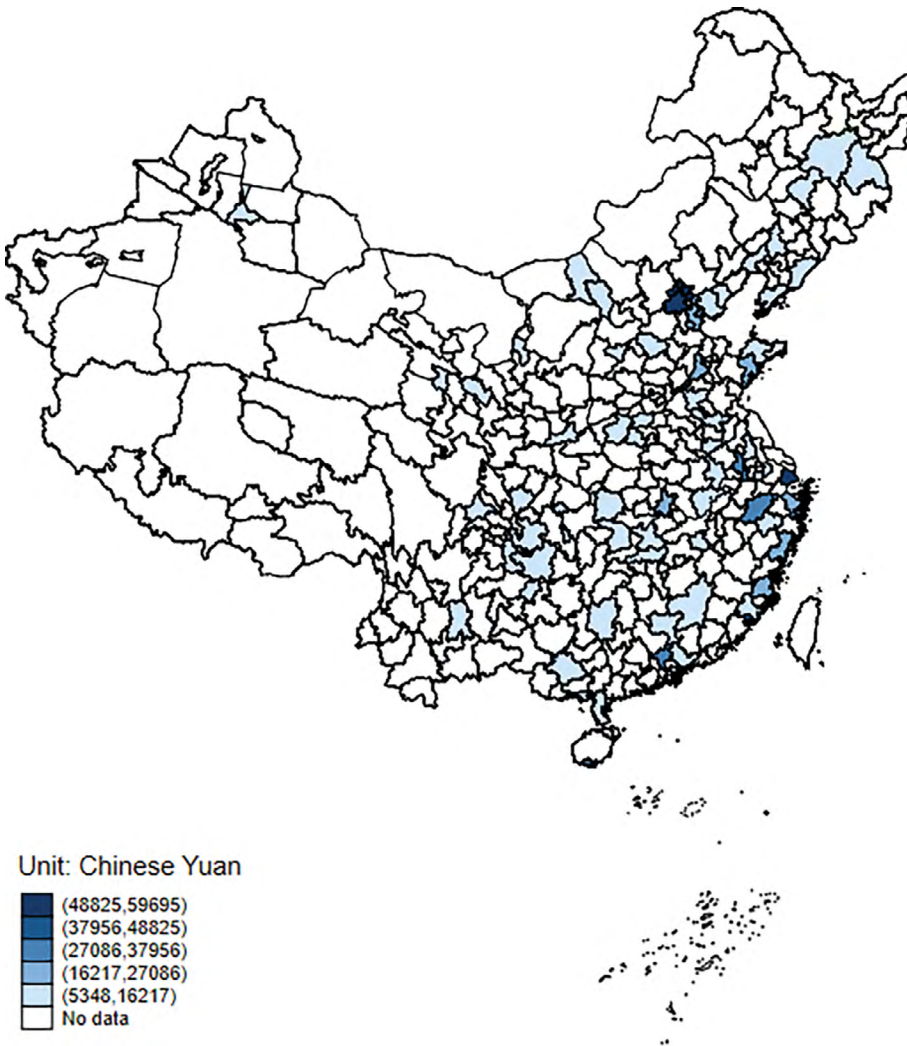 Unit: Chinese Yuan
(48825,59695)
(37956,48825)
(27086,37956)
(16217,27086)
(5348,16217)
No data